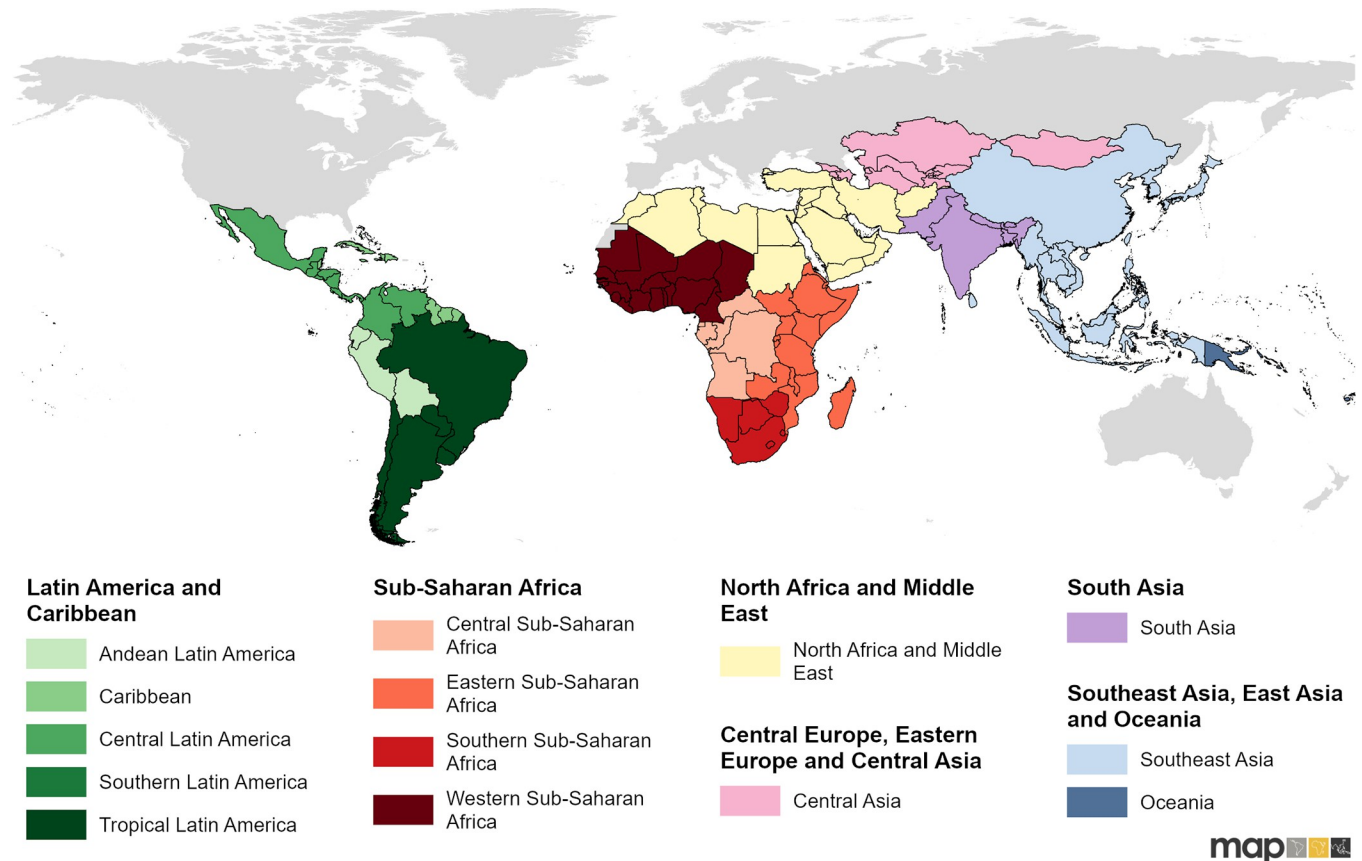 Latin America and
Caribbean
Andean Latin America
Caribbean
Central Latin America
Southern Latin America
Tropical Latin America
Sub-Saharan Africa
Central Sub-Saharan
Africa
Eastern Sub-Saharan
Africa
Southern Sub-Saharan
Africa
Western Sub-Saharan
Africa
North Africa and Middle
East
North Africa and Middle
East
Central Europe, Eastern
Europe and Central Asia
Central Asia
South Asia
South Asia
Southeast Asia, East Asia
and Oceania
Southeast Asia
Oceania
map